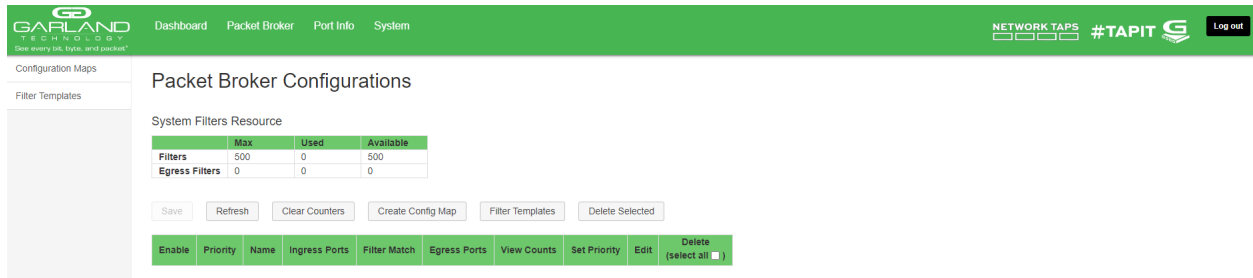 GARLAND
TECHNOLOGY
See every bit, byte, and packet®
Dashboard Packet Broker Port Info System
NETWORK TAPS
#TAPIT
Log out
Configuration Maps
Filter Templates
Packet Broker Configurations
System Filters Resource
Max Used Available
Filters 500 0 500
Egress Filters 0 0 0
Save Refresh Clear Counters Create Config Map Filter Templates Delete Selected
Enable Priority Name Ingress Ports Filter Match Egress Ports View Counts Set Priority Edit Delete
(select all )